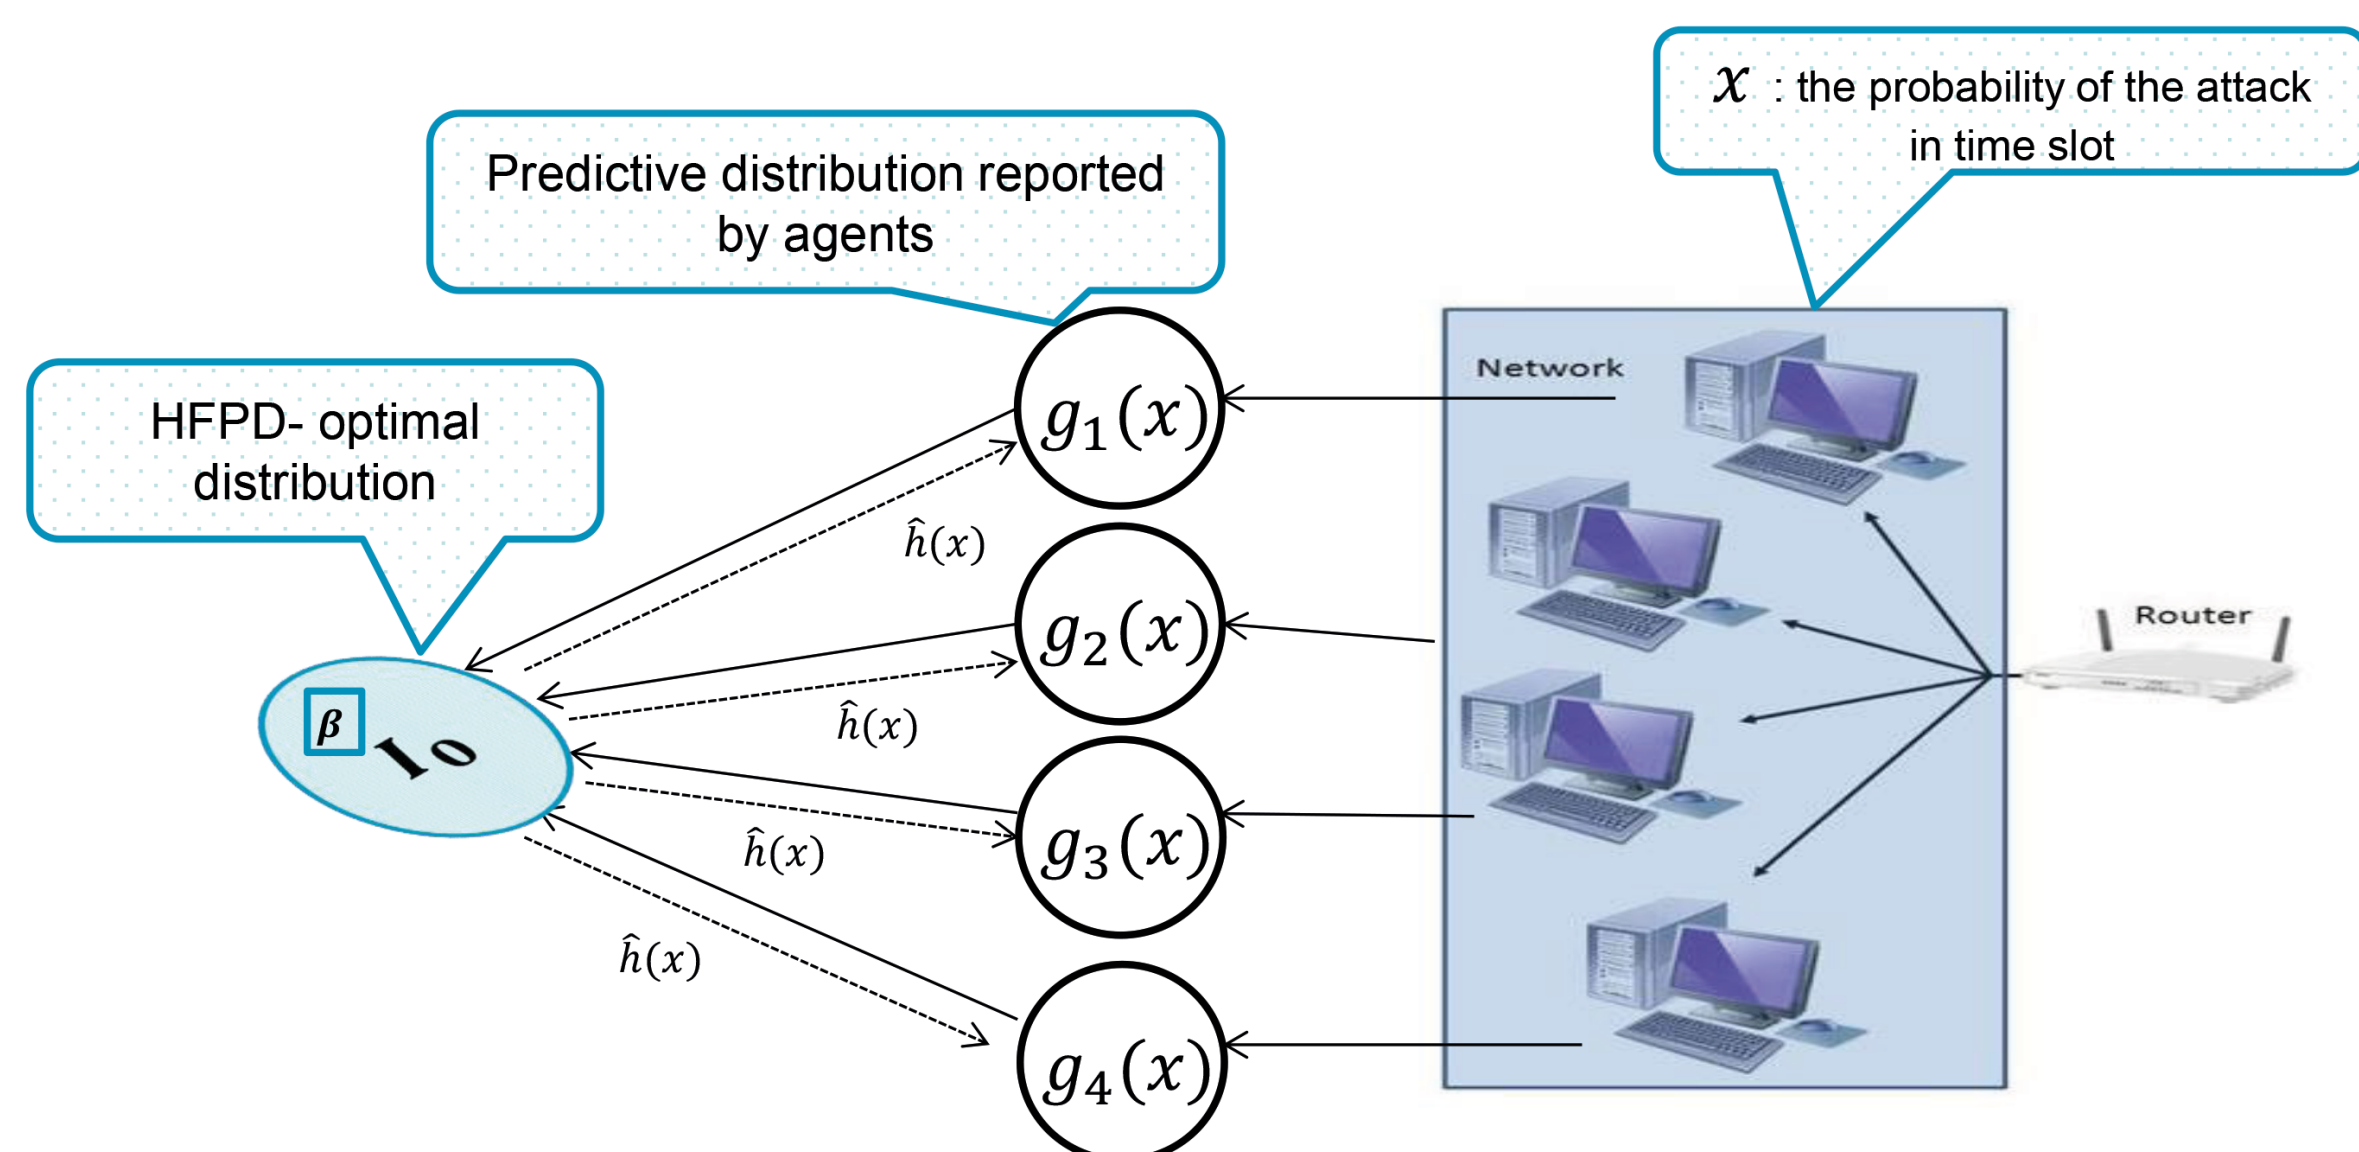 x : the probability of the attack
in time slot
Predictive distribution reported
by agents
HFPD- optimal
distribution
Network
Router
g₁(x)
ĥ(x)
g₂(x)
ĥ(x)
g₃(x)
ĥ(x)
g₄(x)
ĥ(x)
β
I₀